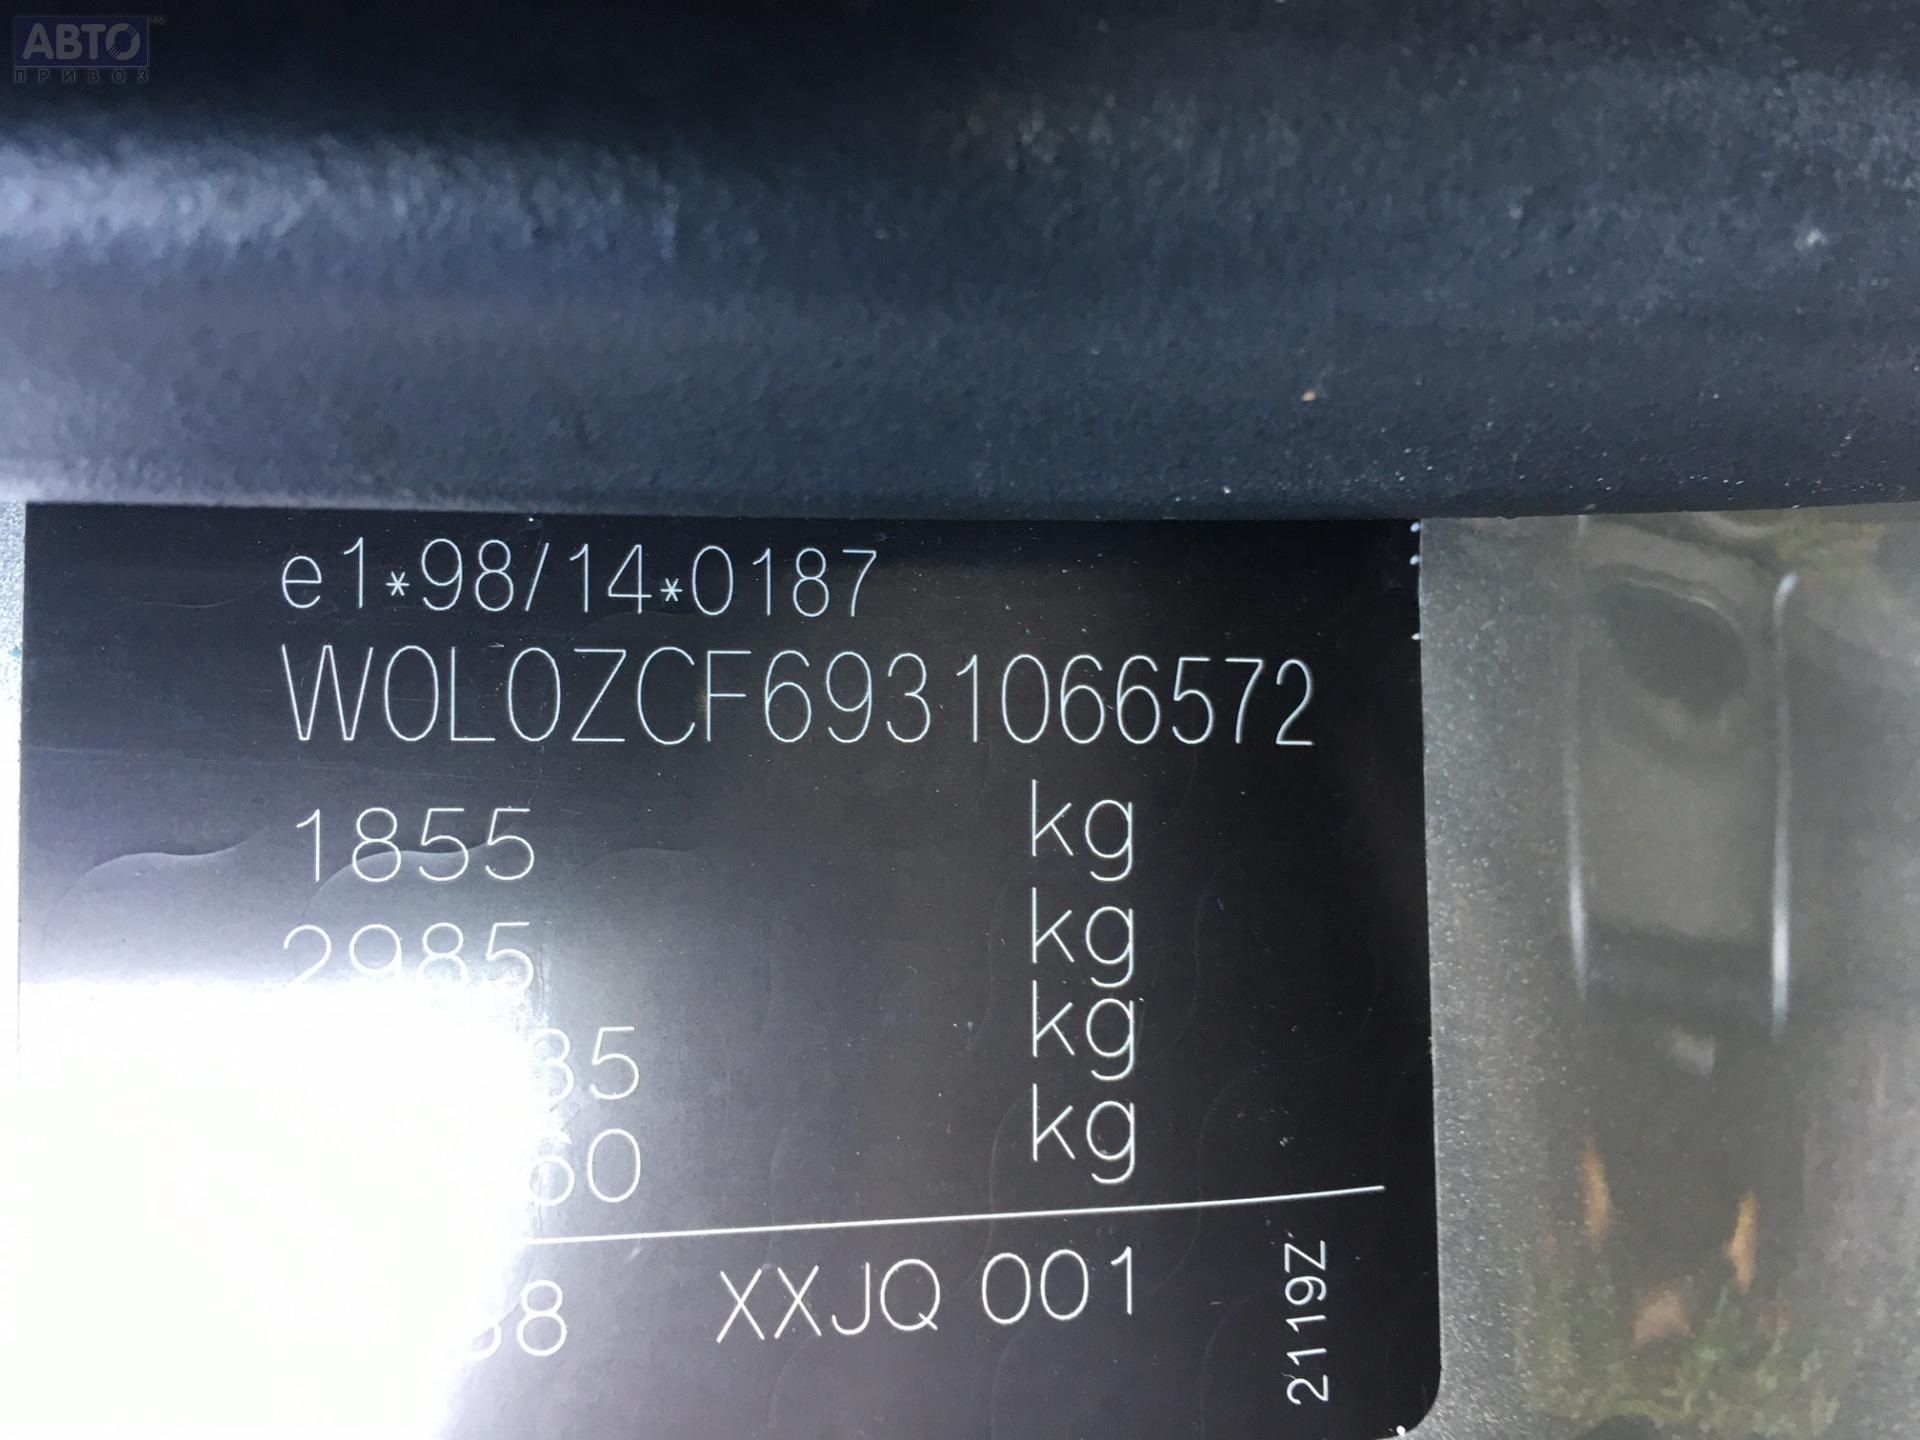 АВТО
ПРИВОЗ
e1*98/14*0187
W0L0ZCF6931066572
1855 kg
2985 kg
kg
kg
XXJQ 001
2119Z